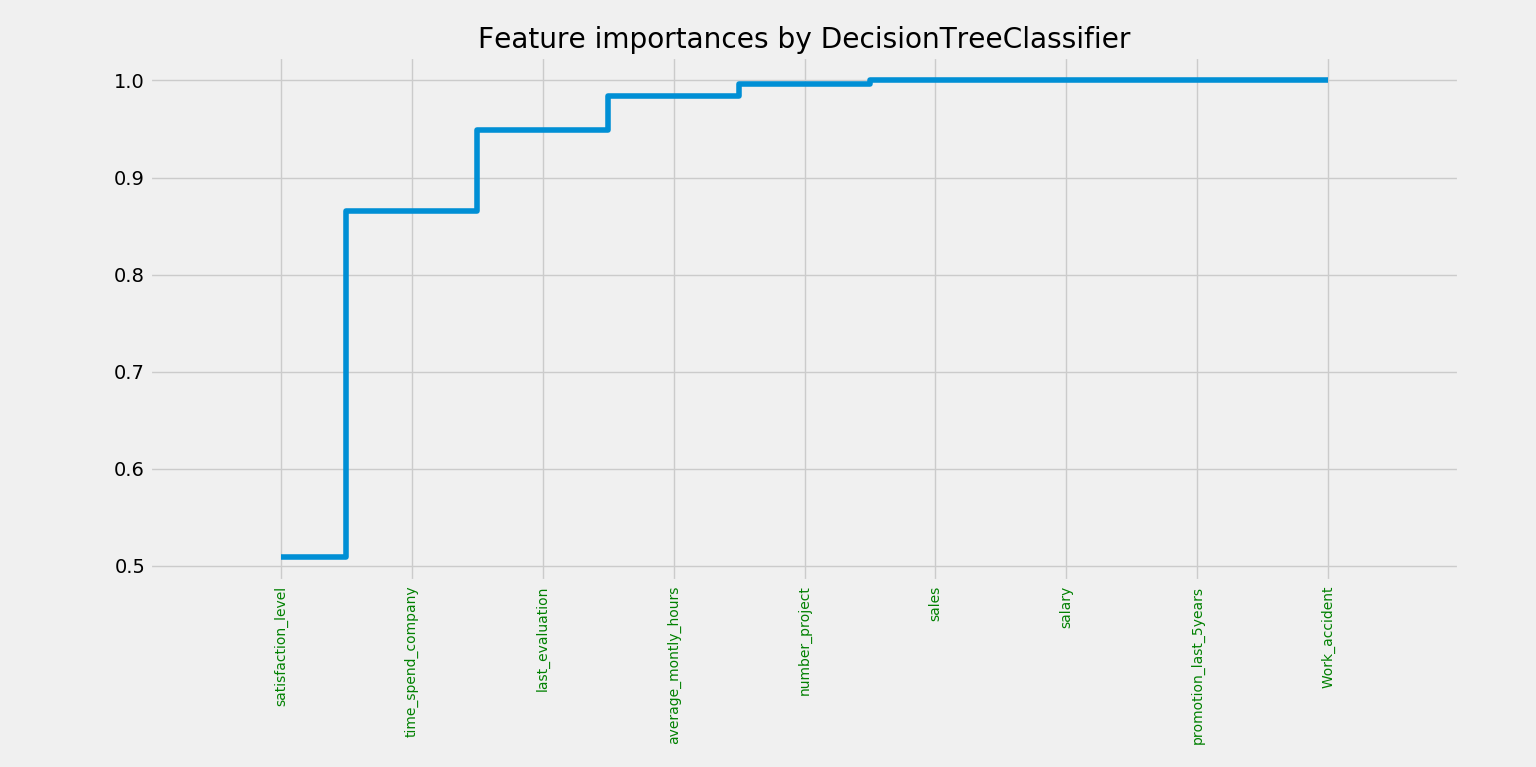 Feature importances by DecisionTreeClassifier
1.0
0.9
0.8
0.7
0.6
0.5
satisfaction_level
time_spend_company
last_evaluation
average_montly_hours
number_project
sales
salary
promotion_last_5years
Work_accident